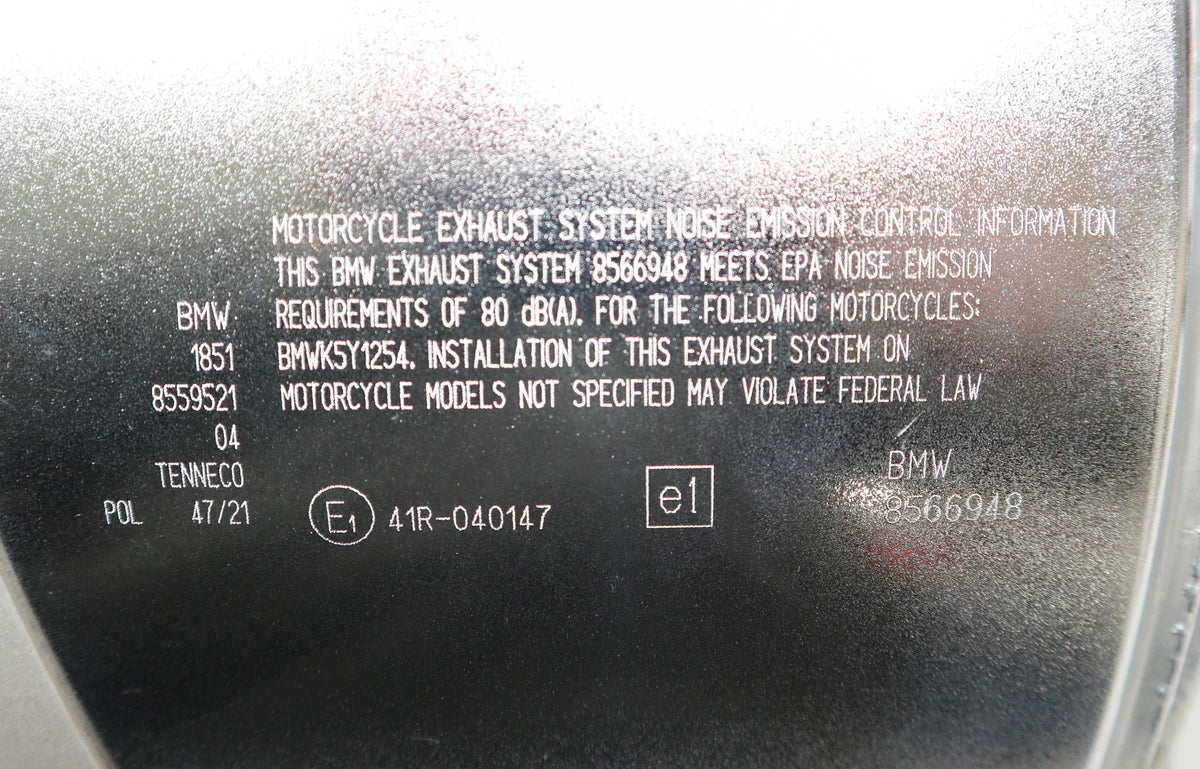 MOTORCYCLE EXHAUST SYSTEM NOISE EMISSION CONTROL INFORMATION
THIS BMW EXHAUST SYSTEM 8566948 MEETS EPA NOISE EMISSION
REQUIREMENTS OF 80 dB(A). FOR THE FOLLOWING MOTORCYCLES:
BMWK5Y1254. INSTALLATION OF THIS EXHAUST SYSTEM ON
MOTORCYCLE MODELS NOT SPECIFIED MAY VIOLATE FEDERAL LAW
BMW
1851
8559521
04
TENNECO
POL 47/21
E1 41R-040147
e1
BMW
8566948